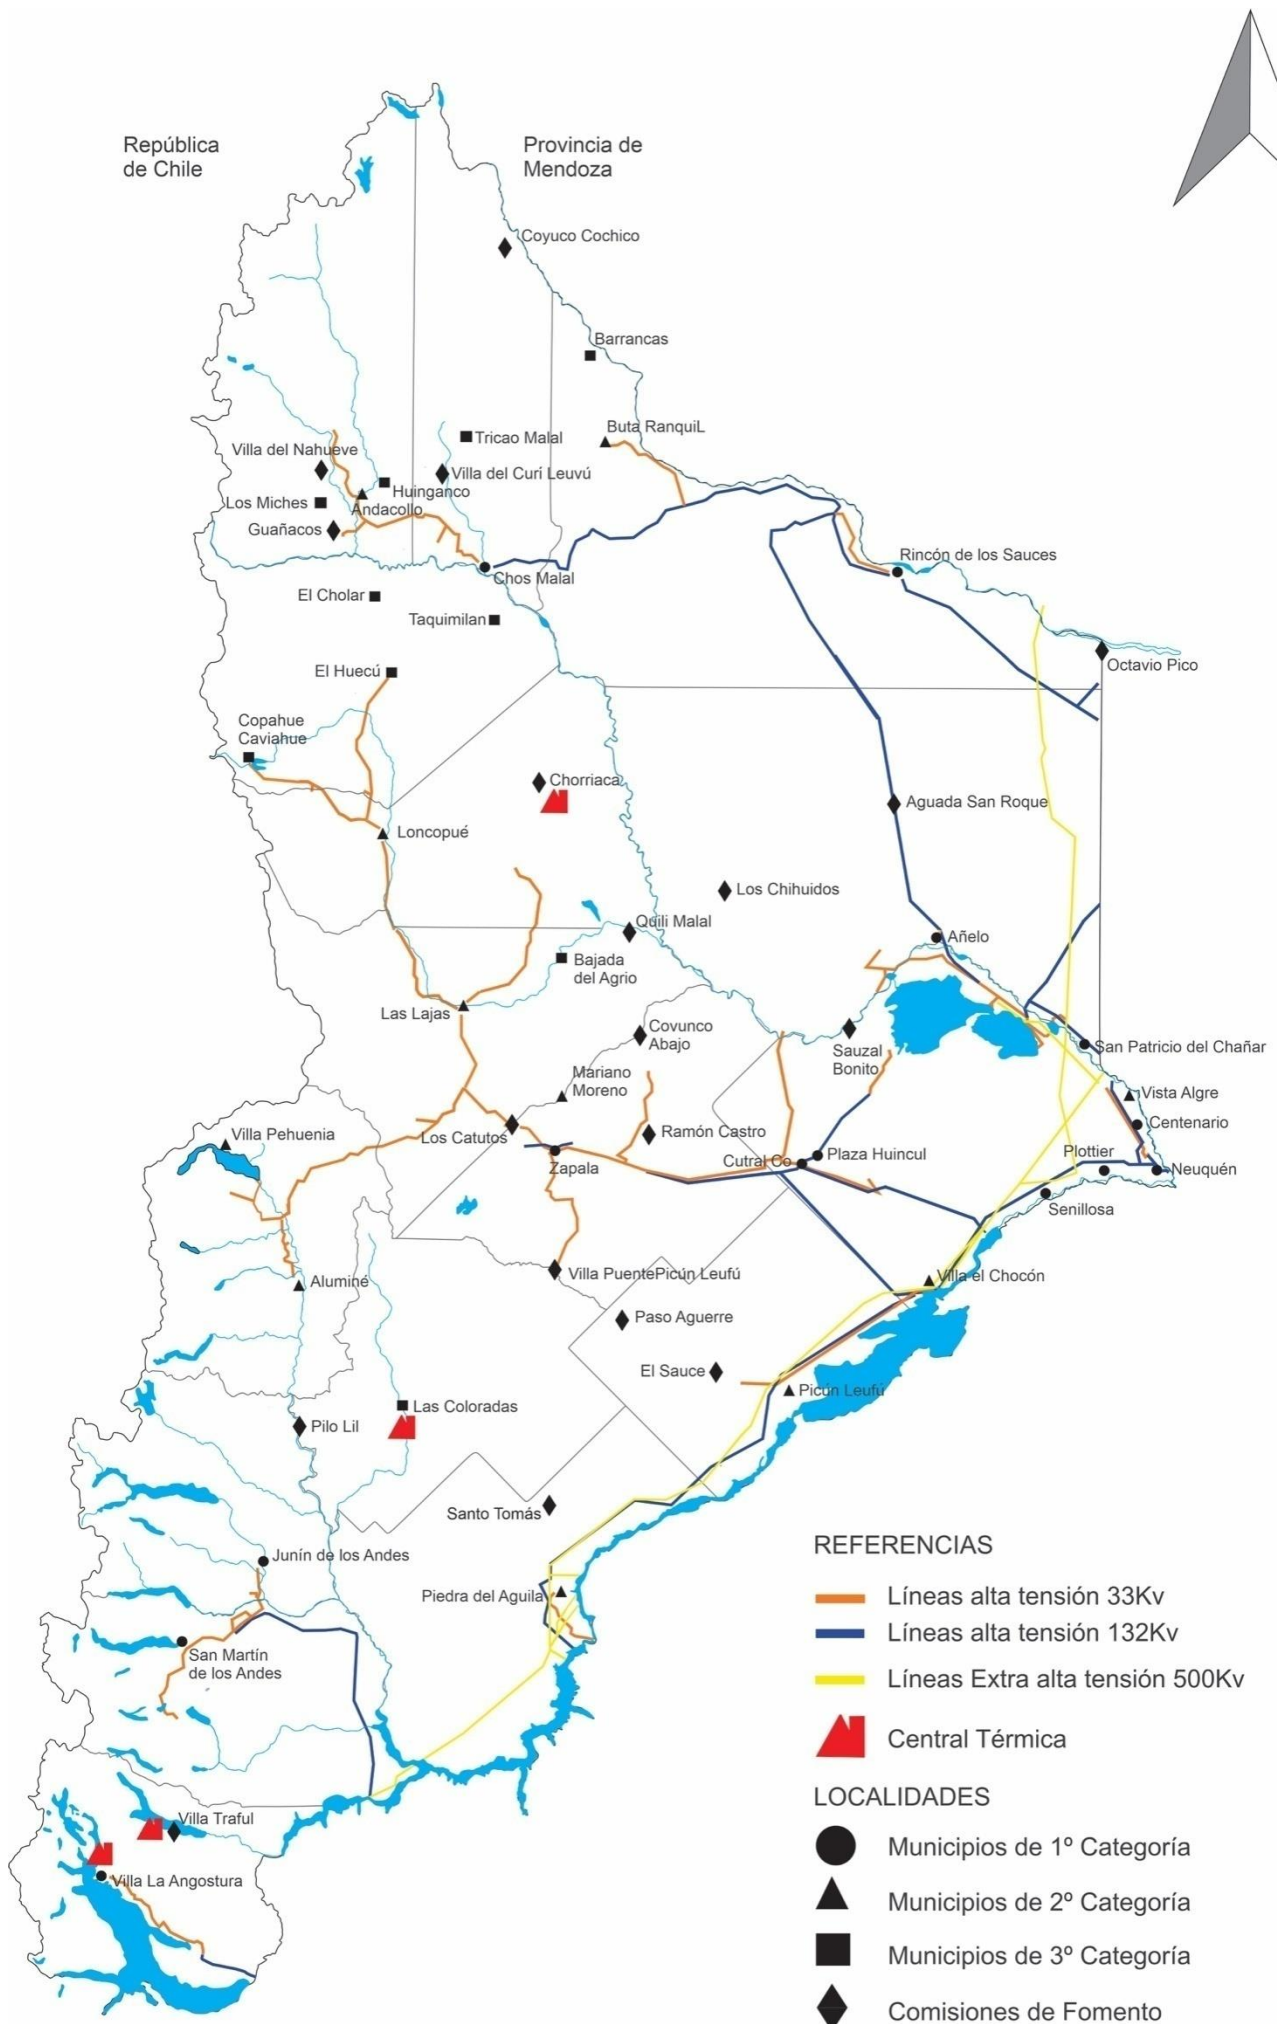 República
de Chile
Provincia de
Mendoza
Coyuco Cochico
Barrancas
Buta RanquiL
Tricao Malal
Villa del Nahueve
Villa del Curí Leuvú
Huinganco
Los Miches
Andacollo
Guañacos
Rincón de los Sauces
Chos Malal
El Cholar
Taquimilan
Octavio Pico
El Huecú
Copahue
Caviahue
Chorriaca
Aguada San Roque
Loncopué
Los Chihuidos
Quili Malal
Añelo
Bajada
del Agrio
Las Lajas
Covunco
Abajo
Sauzal
Bonito
San Patricio del Chañar
Mariano
Moreno
Vista Algre
Centenario
Villa Pehuenia
Los Catutos
Ramón Castro
Plaza Huincul
Plottier
Cutral Co
Zapala
Neuquén
Senillosa
Villa PuentePicún Leufú
Villa el Chocón
Aluminé
Paso Aguerre
El Sauce
Picún Leufú
Las Coloradas
Pilo Lil
Santo Tomás
Junín de los Andes
Piedra del Aguila
San Martín
de los Andes
Villa Traful
Villa La Angostura
REFERENCIAS
Líneas alta tensión 33Kv
Líneas alta tensión 132Kv
Líneas Extra alta tensión 500Kv
Central Térmica
LOCALIDADES
Municipios de 1º Categoría
Municipios de 2º Categoría
Municipios de 3º Categoría
Comisiones de Fomento